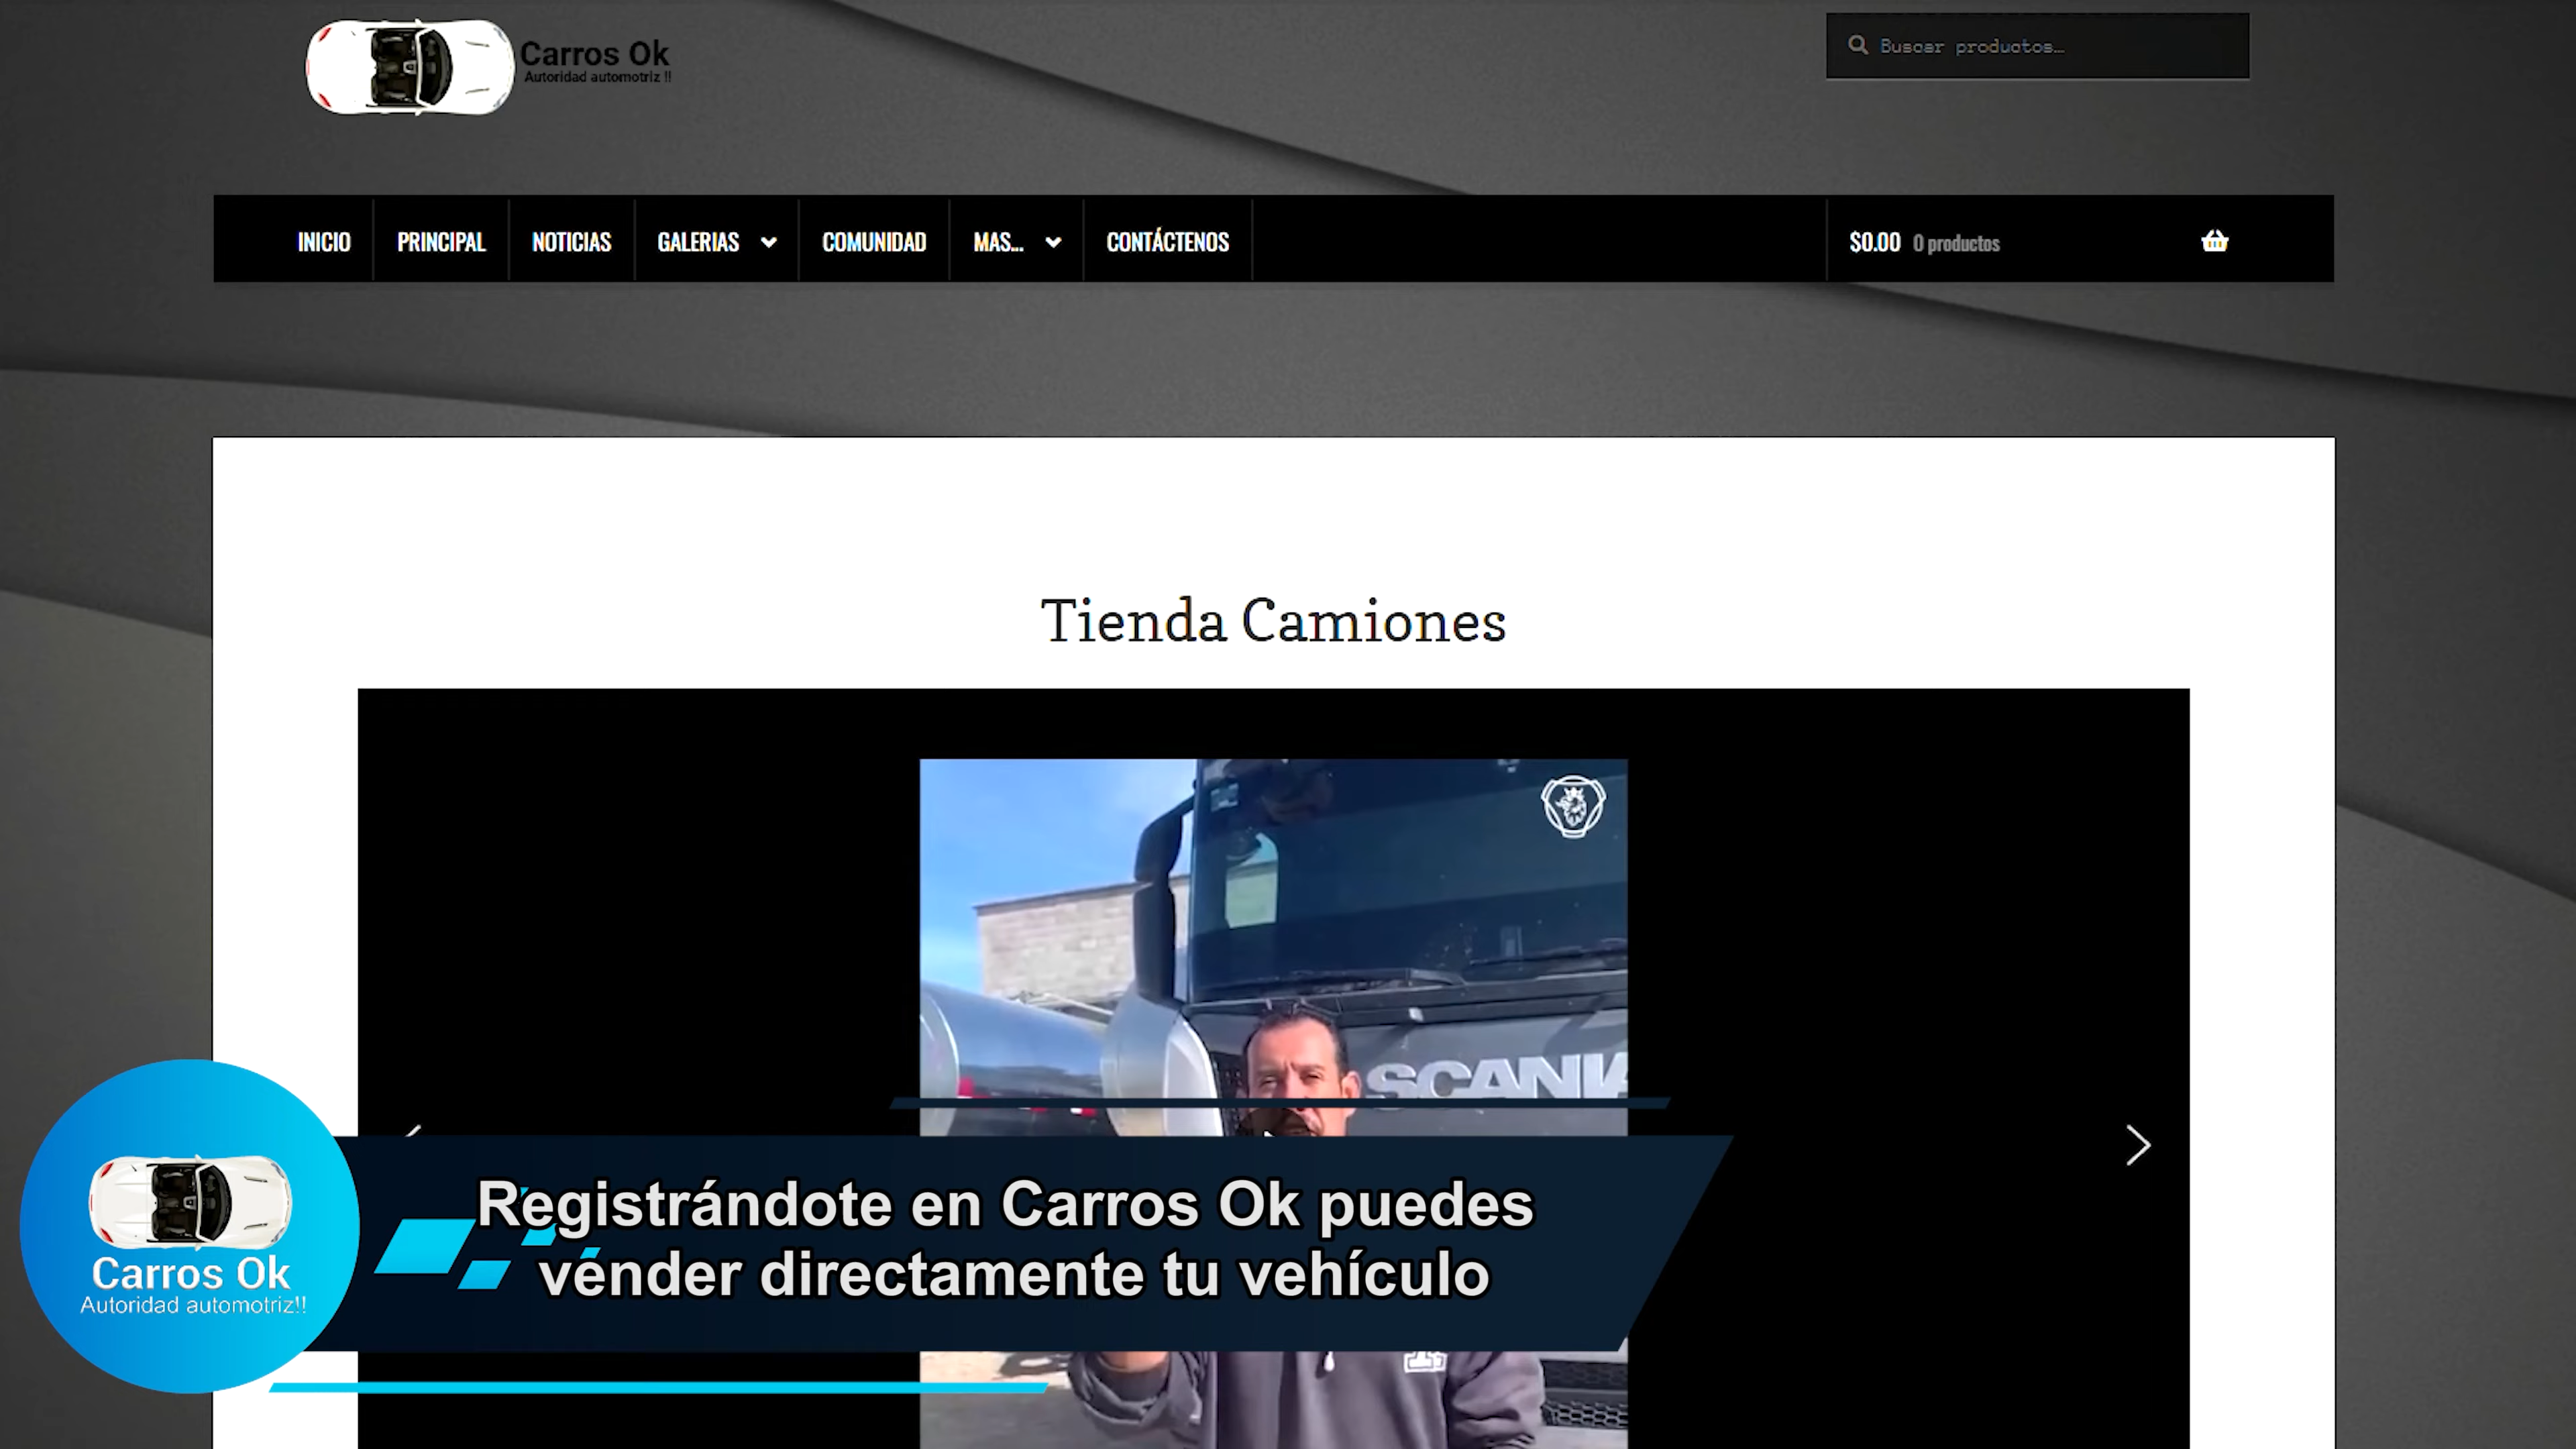 Carros Ok
Autoridad automotriz !!
Buscar productos...
INICIO
PRINCIPAL
NOTICIAS
GALERIAS
COMUNIDAD
MAS...
CONTÁCTENOS
$0.00 0 productos
Tienda Camiones
SCANIA
Registrándote en Carros Ok puedes
vender directamente tu vehículo
Carros Ok
Autoridad automotriz!!